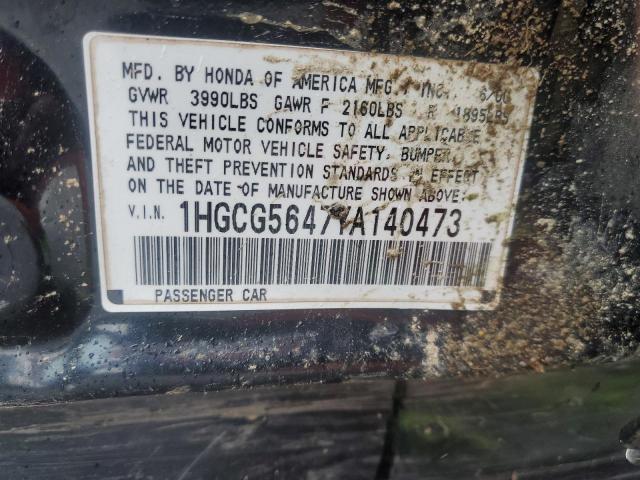 MFD. BY HONDA OF AMERICA MFG., INC. 6/00
GVWR 3990LBS GAWR F 2160LBS R 1895LBS
THIS VEHICLE CONFORMS TO ALL APPLICABLE
FEDERAL MOTOR VEHICLE SAFETY, BUMPER,
AND THEFT PREVENTION STANDARDS IN EFFECT
ON THE DATE OF MANUFACTURE SHOWN ABOVE.
V.I.N. 1HGCG5647YA140473
PASSENGER CAR